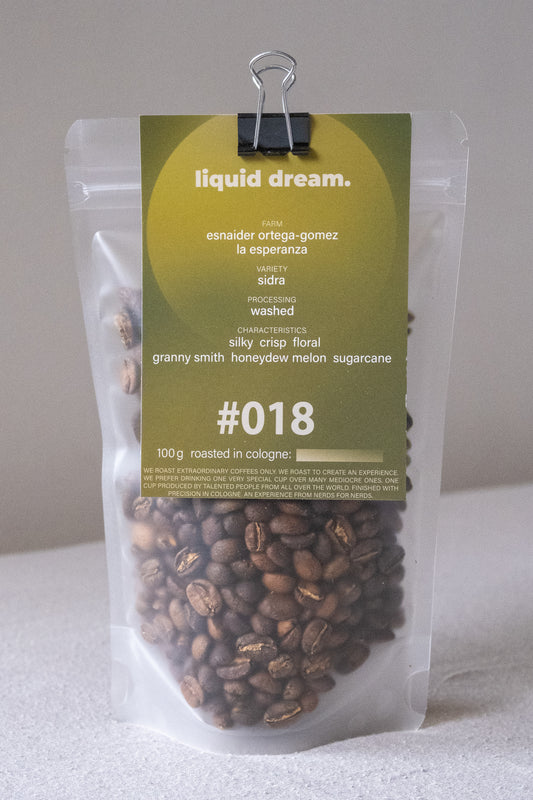 liquid dream.
FARM
esnaider ortega-gomez
la esperanza
VARIETY
sidra
PROCESSING
washed
CHARACTERISTICS
silky crisp floral
granny smith honeydew melon sugarcane
#018
100 g roasted in cologne:
WE ROAST EXTRAORDINARY COFFEES ONLY. WE ROAST TO CREATE AN EXPERIENCE.
WE PREFER DRINKING ONE VERY SPECIAL CUP OVER MANY MEDIOCRE ONES. ONE
CUP PRODUCED BY TALENTED PEOPLE FROM ALL OVER THE WORLD. FINISHED WITH
PRECISION IN COLOGNE. AN EXPERIENCE FROM NERDS FOR NERDS.